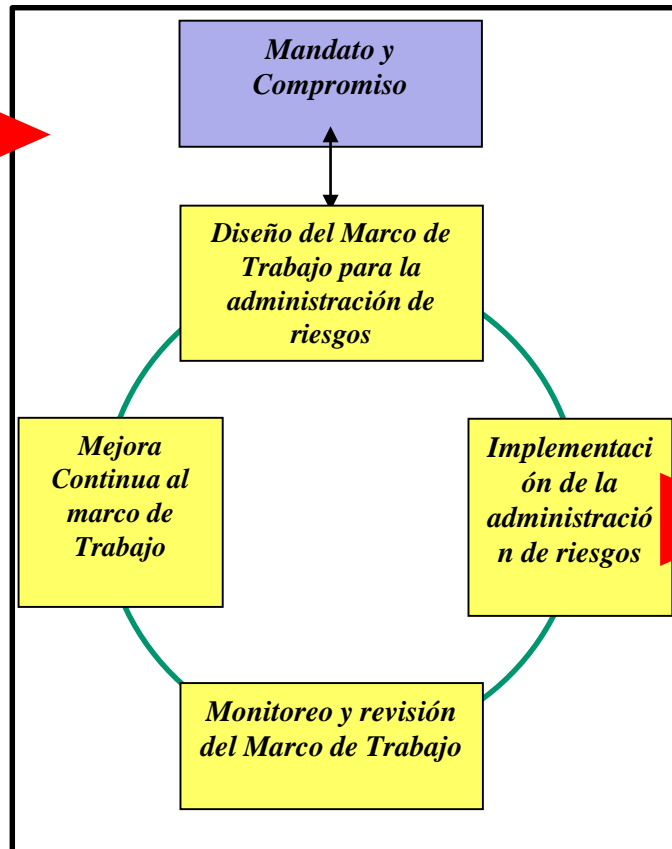 Mandato y
Compromiso
Diseño del Marco de
Trabajo para la
administración de
riesgos
Mejora
Continua al
marco de
Trabajo
Implementaci
ón de la
administració
n de riesgos
Monitoreo y revisión
del Marco de Trabajo